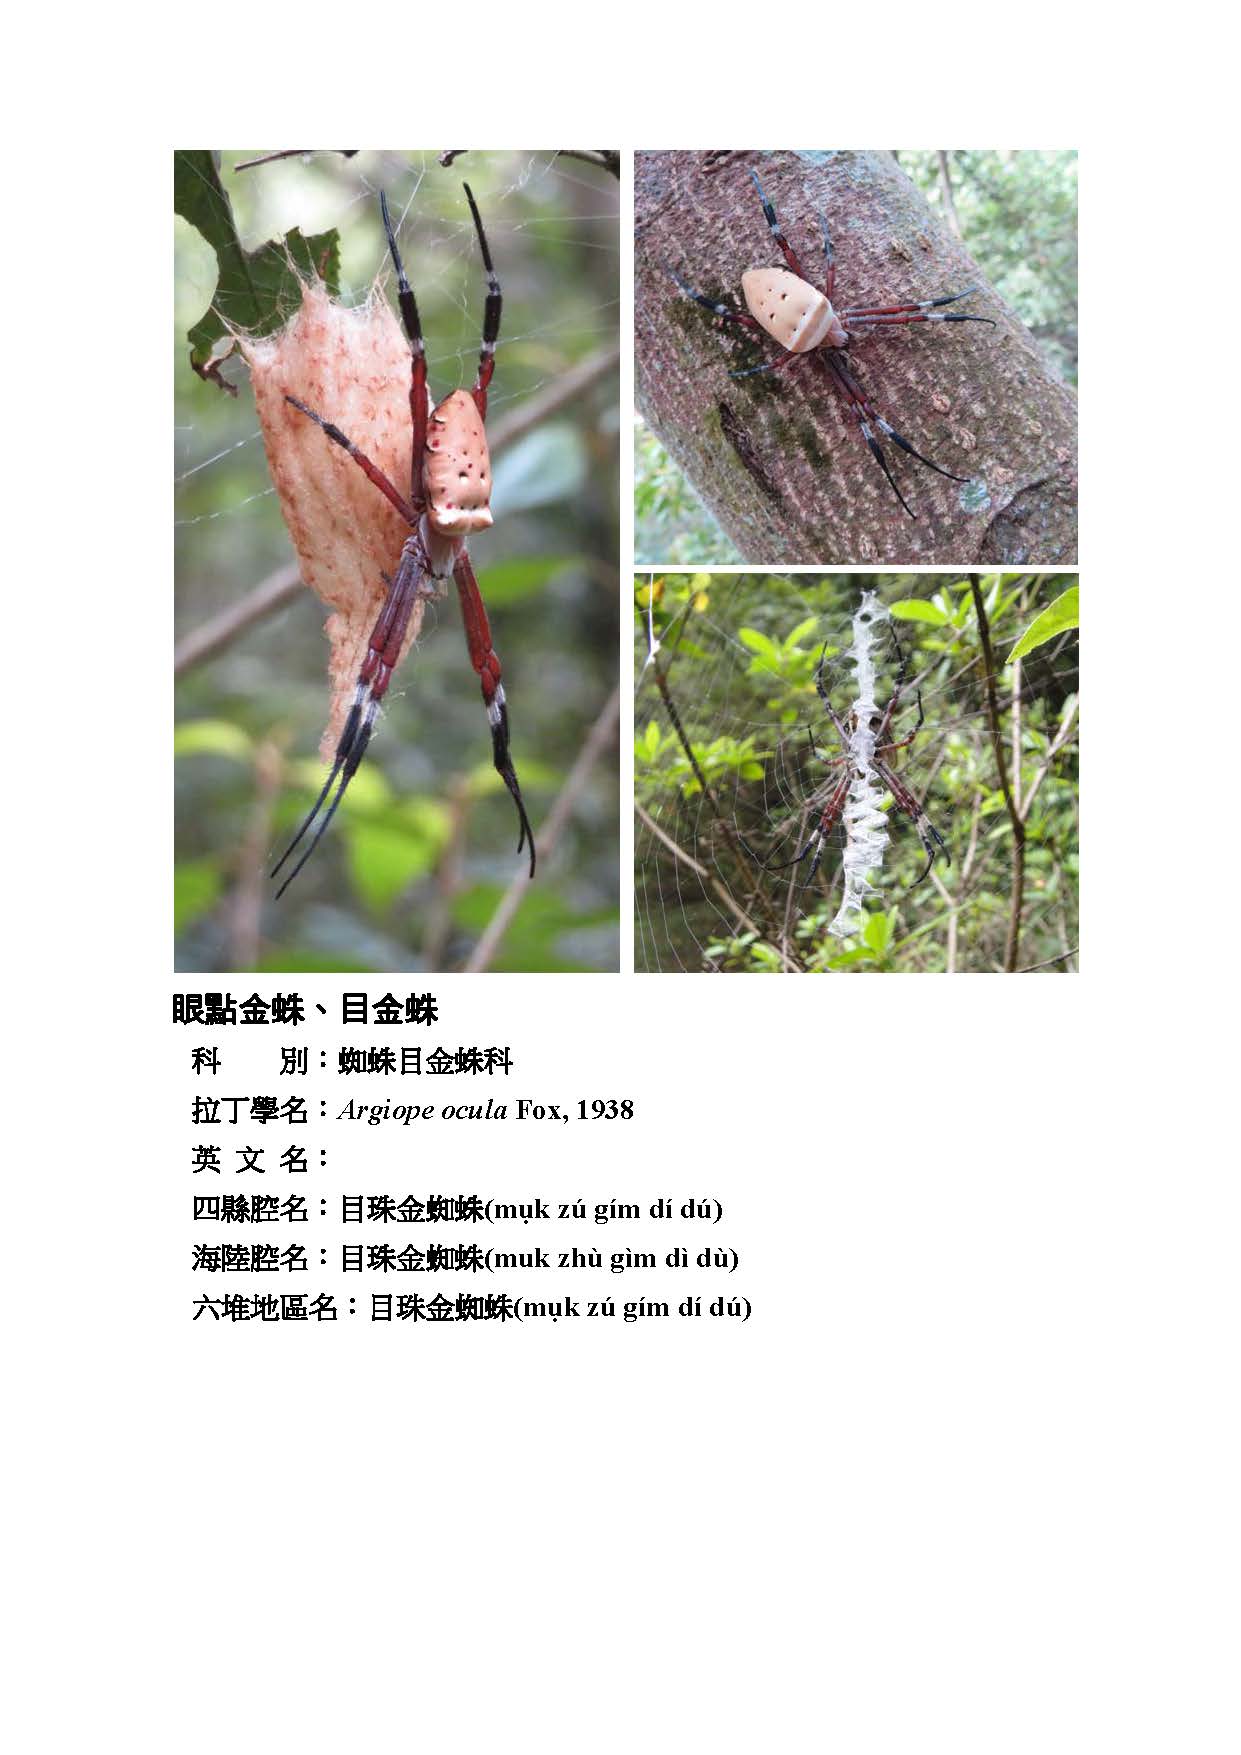 眼點金蛛、目金蛛
科　　別：蜘蛛目金蛛科
拉丁學名：Argiope ocula Fox, 1938
英 文 名：
四縣腔名：目珠金蜘蛛(mụk zú gím dí dú)
海陸腔名：目珠金蜘蛛(muk zhù gìm dì dù)
六堆地區名：目珠金蜘蛛(mụk zú gím dí dú)